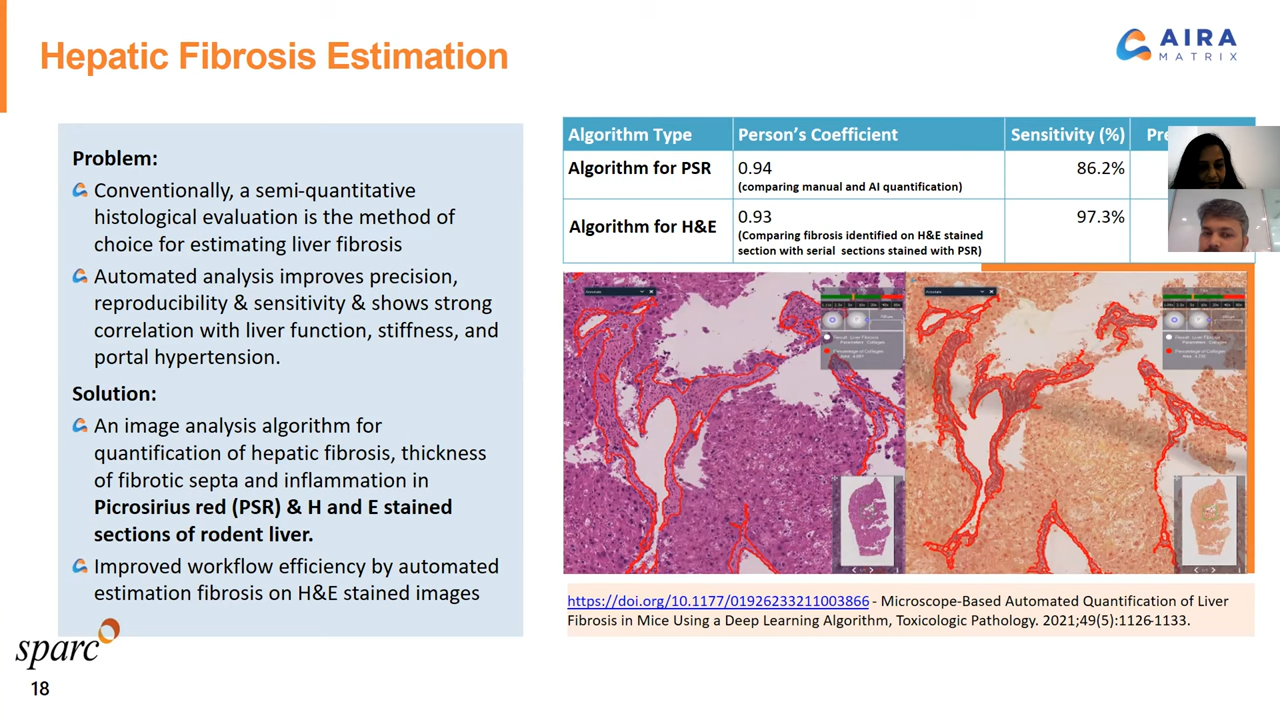 Hepatic Fibrosis Estimation
AIRA
MATRIX
Problem:
Conventionally, a semi-quantitative
histological evaluation is the method of
choice for estimating liver fibrosis
Automated analysis improves precision,
reproducibility & sensitivity & shows strong
correlation with liver function, stiffness, and
portal hypertension.
Solution:
An image analysis algorithm for
quantification of hepatic fibrosis, thickness
of fibrotic septa and inflammation in
Picrosirius red (PSR) & H and E stained
sections of rodent liver.
Improved workflow efficiency by automated
estimation fibrosis on H&E stained images
Algorithm Type Person's Coefficient Sensitivity (%) Pre
Algorithm for PSR 0.94 86.2%
(comparing manual and AI quantification)
Algorithm for H&E 0.93 97.3%
(Comparing fibrosis identified on H&E stained
section with serial sections stained with PSR)
https://doi.org/10.1177/01926233211003866 - Microscope-Based Automated Quantification of Liver
Fibrosis in Mice Using a Deep Learning Algorithm, Toxicologic Pathology. 2021;49(5):1126-1133.
sparc
18